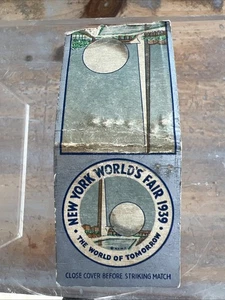 NEW YORK WORLD'S FAIR 1939
• THE WORLD OF TOMORROW •
CLOSE COVER BEFORE STRIKING MATCH